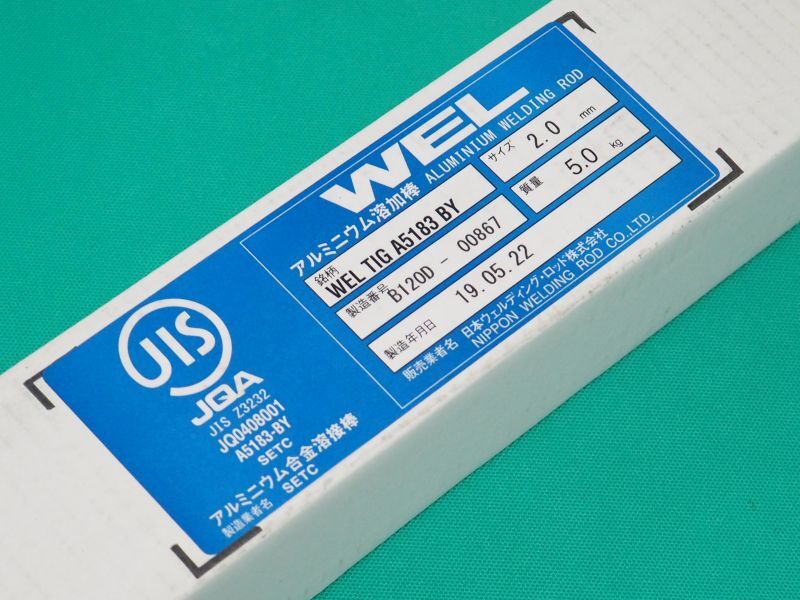 WEL
アルミニウム溶加棒 ALUMINIUM WELDING ROD
銘柄 WEL TIG A5183 BY
サイズ 2.0 mm
製造番号 B120D - 00867
質量 5.0 kg
製造年月日 19.05.22
販売業者名 日本ウェルディング・ロッド株式会社
NIPPON WELDING ROD CO.,LTD.
JIS
JQA
JIS Z3232
JQ0408001
A5183-BY
SETC
アルミニウム合金溶接棒
製造業者名 SETC